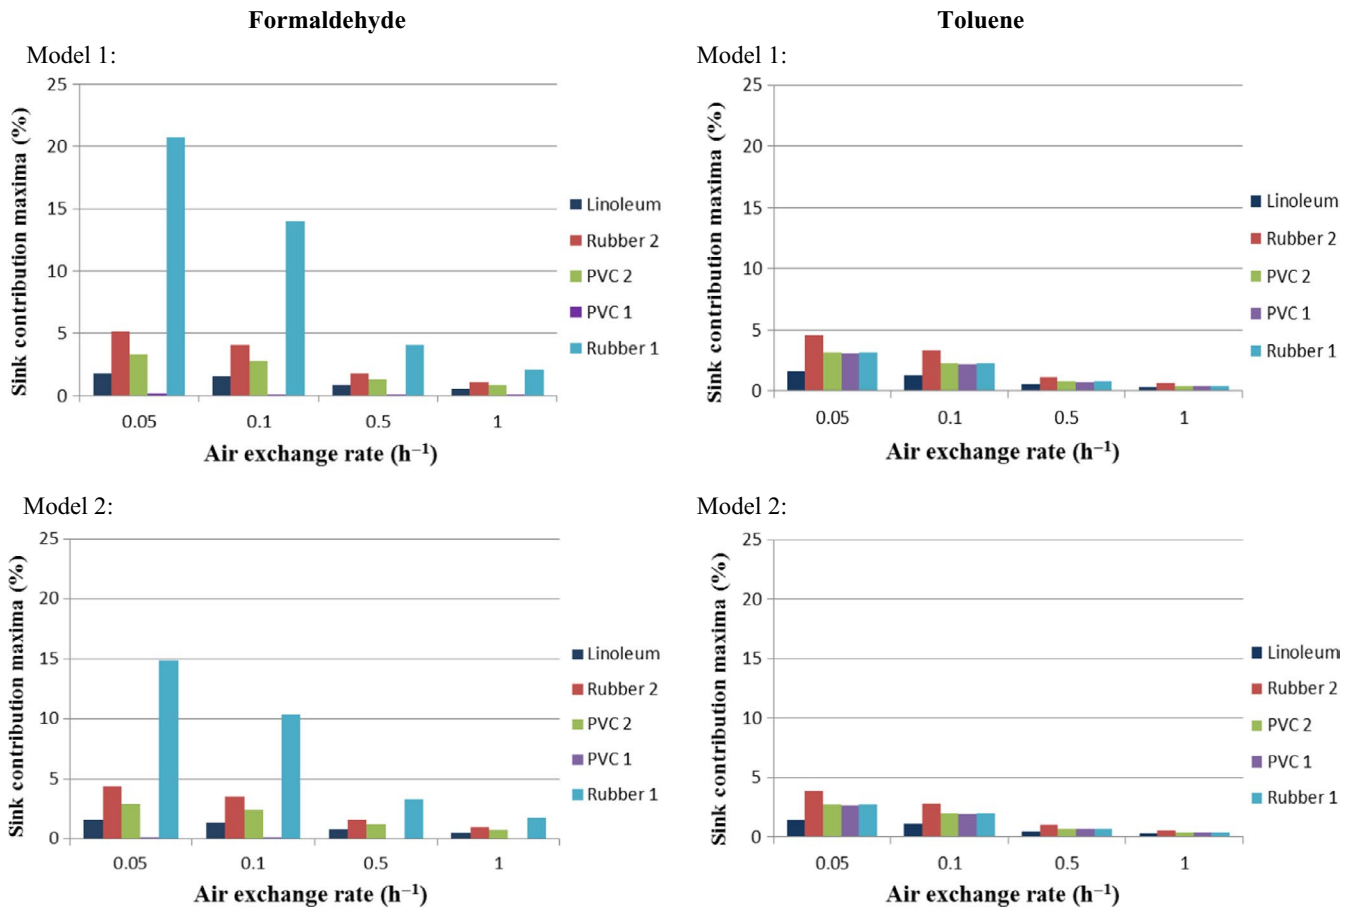 Formaldehyde
Model 1:
Sink contribution maxima (%)
25
20
15
10
5
0
0.05
0.1
0.5
1
Air exchange rate (h⁻¹)
Linoleum
Rubber 2
PVC 2
PVC 1
Rubber 1
Toluene
Model 1:
Sink contribution maxima (%)
25
20
15
10
5
0
0.05
0.1
0.5
1
Air exchange rate (h⁻¹)
Linoleum
Rubber 2
PVC 2
PVC 1
Rubber 1
Model 2:
Sink contribution maxima (%)
25
20
15
10
5
0
0.05
0.1
0.5
1
Air exchange rate (h⁻¹)
Linoleum
Rubber 2
PVC 2
PVC 1
Rubber 1
Model 2:
Sink contribution maxima (%)
25
20
15
10
5
0
0.05
0.1
0.5
1
Air exchange rate (h⁻¹)
Linoleum
Rubber 2
PVC 2
PVC 1
Rubber 1